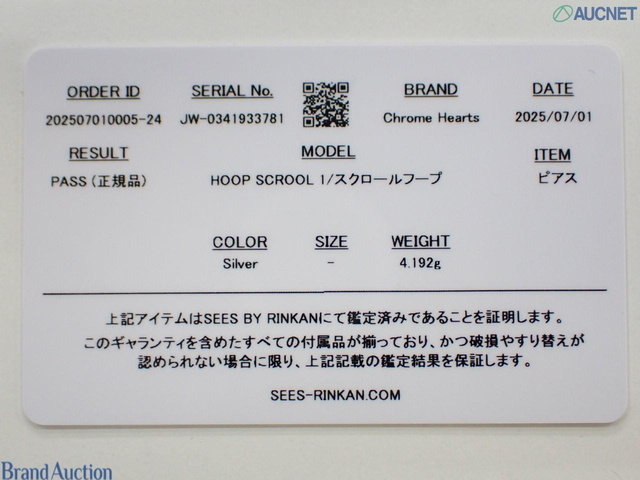 AUCNET
ORDER ID SERIAL No. BRAND DATE
202507010005-24 JW-0341933781 Chrome Hearts 2025/07/01
RESULT MODEL ITEM
PASS (正規品) HOOP SCROOL 1/スクロールフープ ピアス
COLOR SIZE WEIGHT
Silver - 4.192g
上記アイテムはSEES BY RINKANにて鑑定済みであることを証明します。
このギャランティを含めたすべての付属品が揃っており、かつ破損やすり替えが
認められない場合に限り、上記記載の鑑定結果を保証します。
SEES-RINKAN.COM
Brand Auction